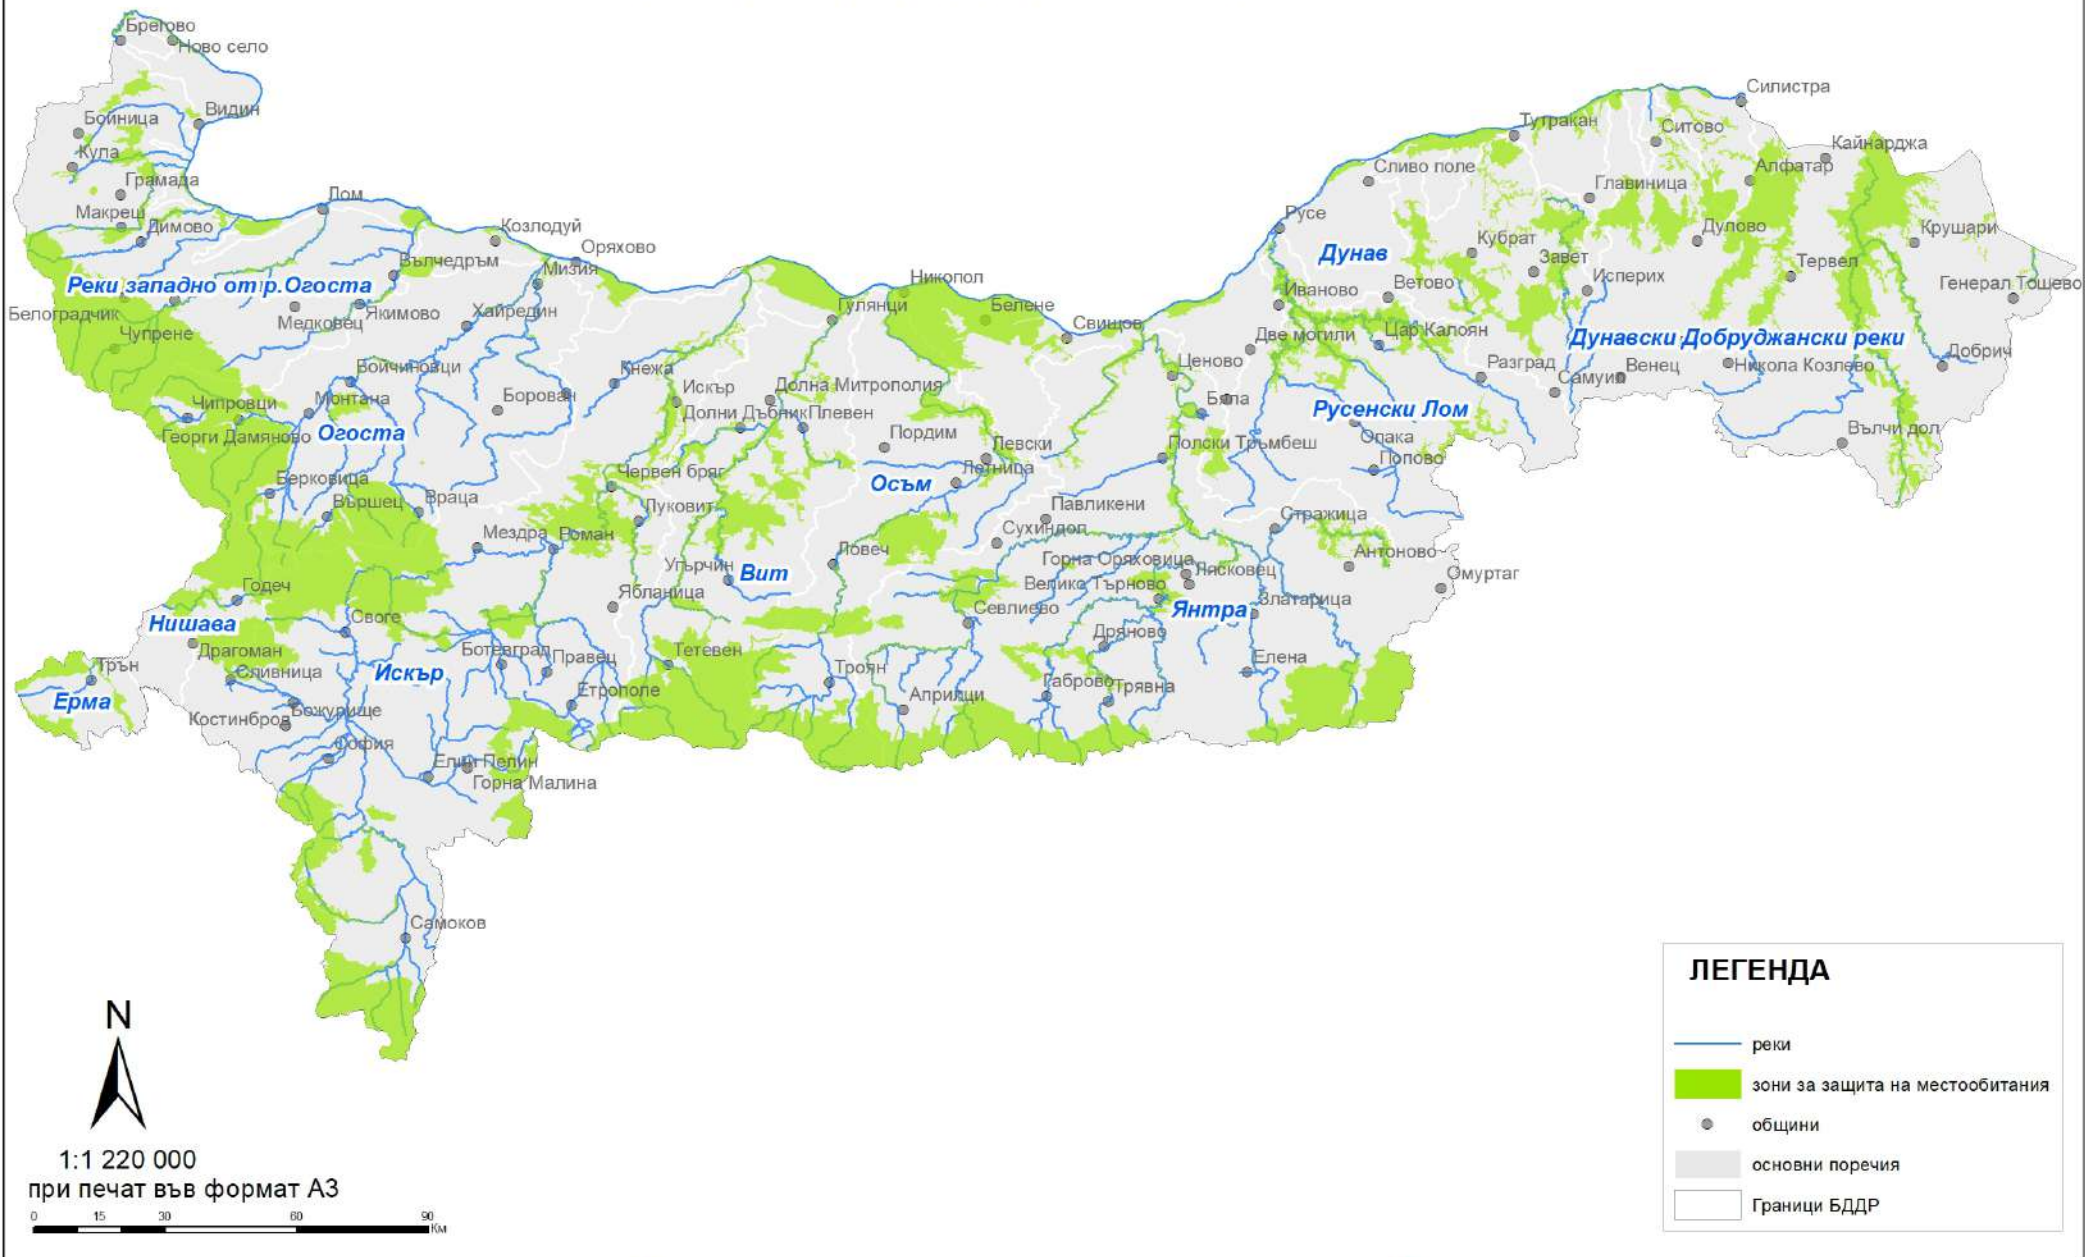 Брегово
Ново село
Видин
Бойница
Кула
Грамада
Макреш
Димово
Лом
Козлодуй
Оряхово
Мизия
Вълчедръм
Реки западно от р.Огоста
Белоградчик
Чупрене
Медковец
Якимово
Хайредин
Бойчиновци
Монтана
Чипровци
Георги Дамяново
Огоста
Борован
Кнежа
Берковица
Вършец
Враца
Мездра
Роман
Червен бряг
Луковит
Искър
Долна Митрополия
Долни Дъбник
Плевен
Гулянци
Никопол
Белене
Свищов
Пордим
Левски
Летница
Осъм
Павликени
Сухиндол
Ловеч
Угърчин
Вит
Ябланица
Годеч
Нишава
Драгоман
Сливница
Своге
Трън
Ерма
Искър
Ботевград
Правец
Етрополе
Тетевен
Троян
Априлци
Севлиево
Костинброд
Божурище
София
Елин Пелин
Горна Малина
Самоков
Горна Оряховица
Лясковец
Велико Търново
Янтра
Златарица
Дряново
Габрово
Трявна
Елена
Стражица
Антоново
Омуртаг
Полски Тръмбеш
Бяла
Ценово
Две могили
Иваново
Русе
Дунав
Сливо поле
Тутракан
Ситово
Силистра
Кайнарджа
Алфатар
Главиница
Дулово
Крушари
Кубрат
Завет
Исперих
Тервел
Генерал Тошево
Ветово
Цар Калоян
Дунавски Добруджански реки
Разград
Самуил
Венец
Никола Козлево
Добрич
Русенски Лом
Опака
Попово
Вълчи дол
N
1:1 220 000
при печат във формат А3
0 15 30 60 90
Км
ЛЕГЕНДА
реки
зони за защита на местообитания
общини
основни поречия
Граници БДДР